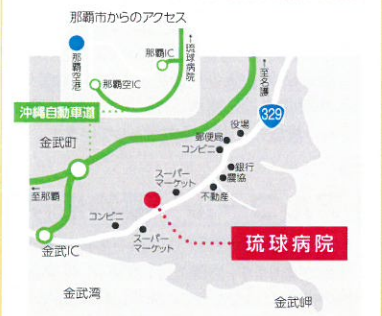 那覇市からのアクセス
那覇IC
↑琉球病院
那覇空港
那覇空IC
沖縄自動車道
↑至名護
329
役場
郵便局
コンビニ
金武町
銀行
農協
スーパー
マーケット
不動産
←至那覇
コンビニ
スーパー
マーケット
琉球病院
金武IC
金武湾
金武岬